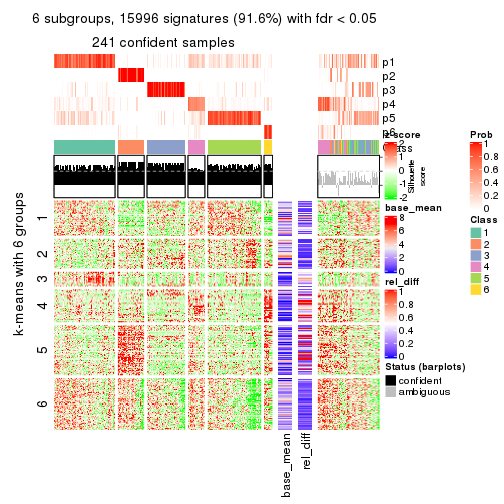 6 subgroups, 15996 signatures (91.6%) with fdr < 0.05
241 confident samples
p1
p2
p3
p4
p5
p6
Class
Silhouette
score
k-means with 6 groups
1
2
3
4
5
6
base_mean
rel_diff
z-score
2
1
0
-1
-2
base_mean
8
6
4
2
0
rel_diff
1
0.8
0.6
0.4
0.2
0
Status (barplots)
confident
ambiguous
Prob
1
0.8
0.6
0.4
0.2
0
Class
1
2
3
4
5
6